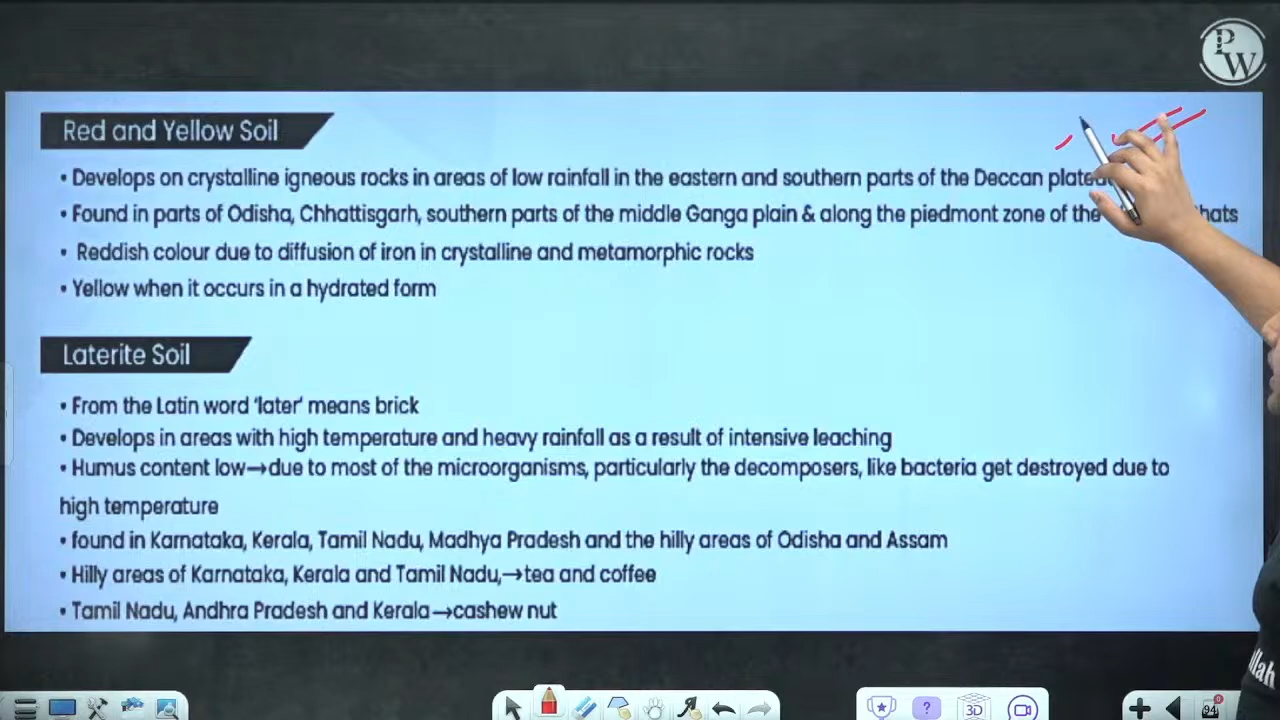 PW
Red and Yellow Soil
• Develops on crystalline igneous rocks in areas of low rainfall in the eastern and southern parts of the Deccan
• Found in parts of Odisha, Chhattisgarh, southern parts of the middle Ganga plain & along the piedmont zone of the
• Reddish colour due to diffusion of iron in crystalline and metamorphic rocks
• Yellow when it occurs in a hydrated form
Laterite Soil
• From the Latin word 'later' means brick
• Develops in areas with high temperature and heavy rainfall as a result of intensive leaching
• Humus content low→due to most of the microorganisms, particularly the decomposers, like bacteria get destroyed due to
high temperature
• found in Karnataka, Kerala, Tamil Nadu, Madhya Pradesh and the hilly areas of Odisha and Assam
• Hilly areas of Karnataka, Kerala and Tamil Nadu,→tea and coffee
• Tamil Nadu, Andhra Pradesh and Kerala→cashew nut
? 3D 94